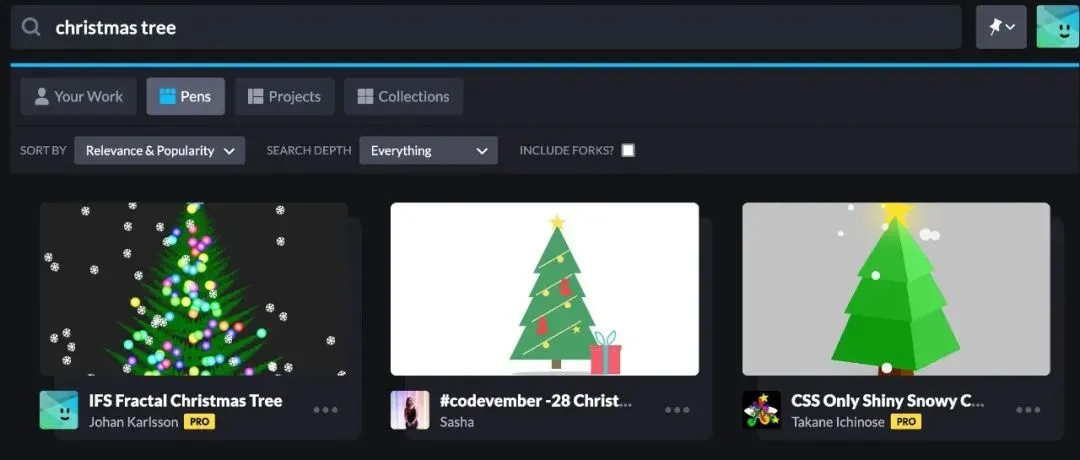 christmas tree
Your Work Pens Projects Collections
SORT BY Relevance & Popularity SEARCH DEPTH Everything INCLUDE FORKS?
IFS Fractal Christmas Tree
Johan Karlsson PRO
#codevember -28 Christ...
Sasha
CSS Only Shiny Snowy C...
Takane Ichinose PRO